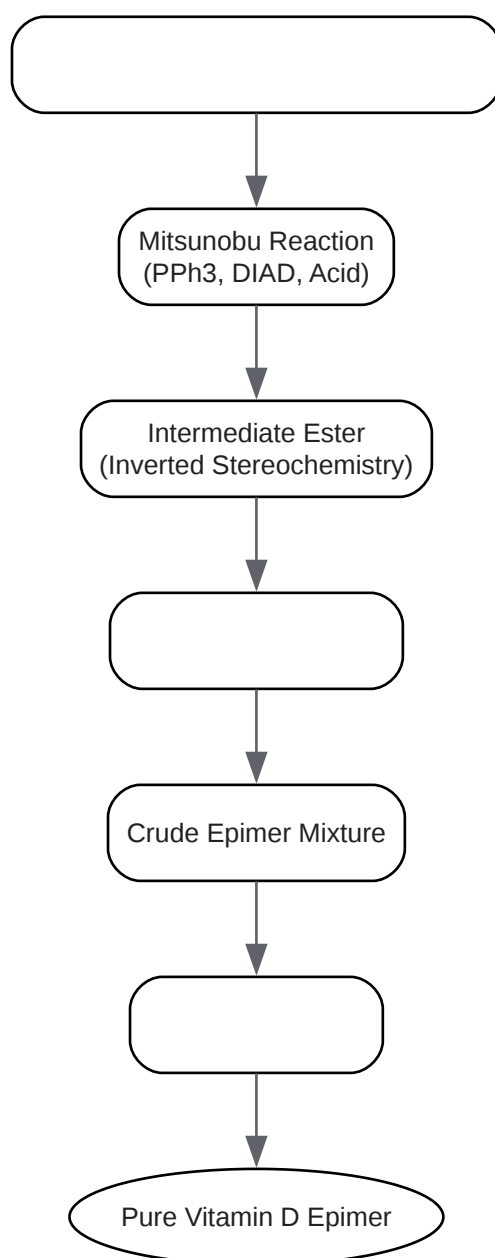 Mitsunobu Reaction
(PPh3, DIAD, Acid)
Intermediate Ester
(Inverted Stereochemistry)
Crude Epimer Mixture
Pure Vitamin D Epimer